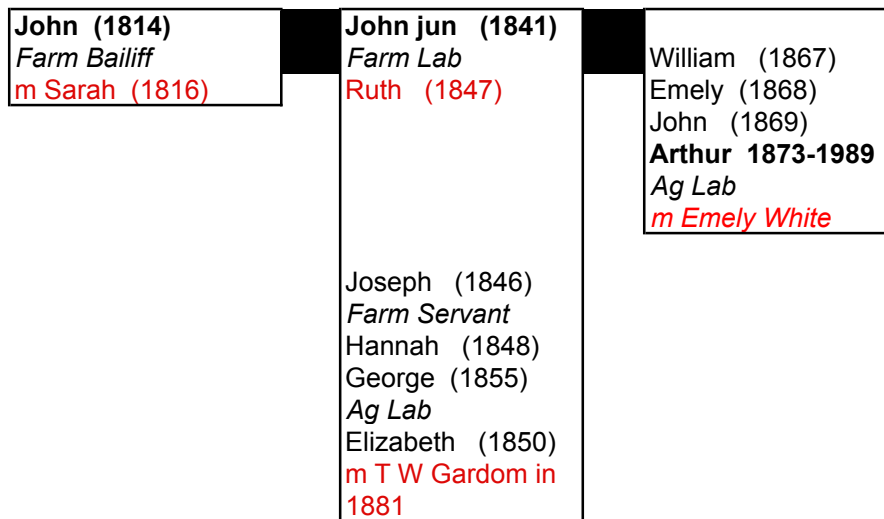 John (1814)
Farm Bailiff
m Sarah (1816)
John jun (1841)
Farm Lab
Ruth (1847)
Joseph (1846)
Farm Servant
Hannah (1848)
George (1855)
Ag Lab
Elizabeth (1850)
m T W Gardom in
1881
William (1867)
Emely (1868)
John (1869)
Arthur 1873-1989
Ag Lab
m Emely White